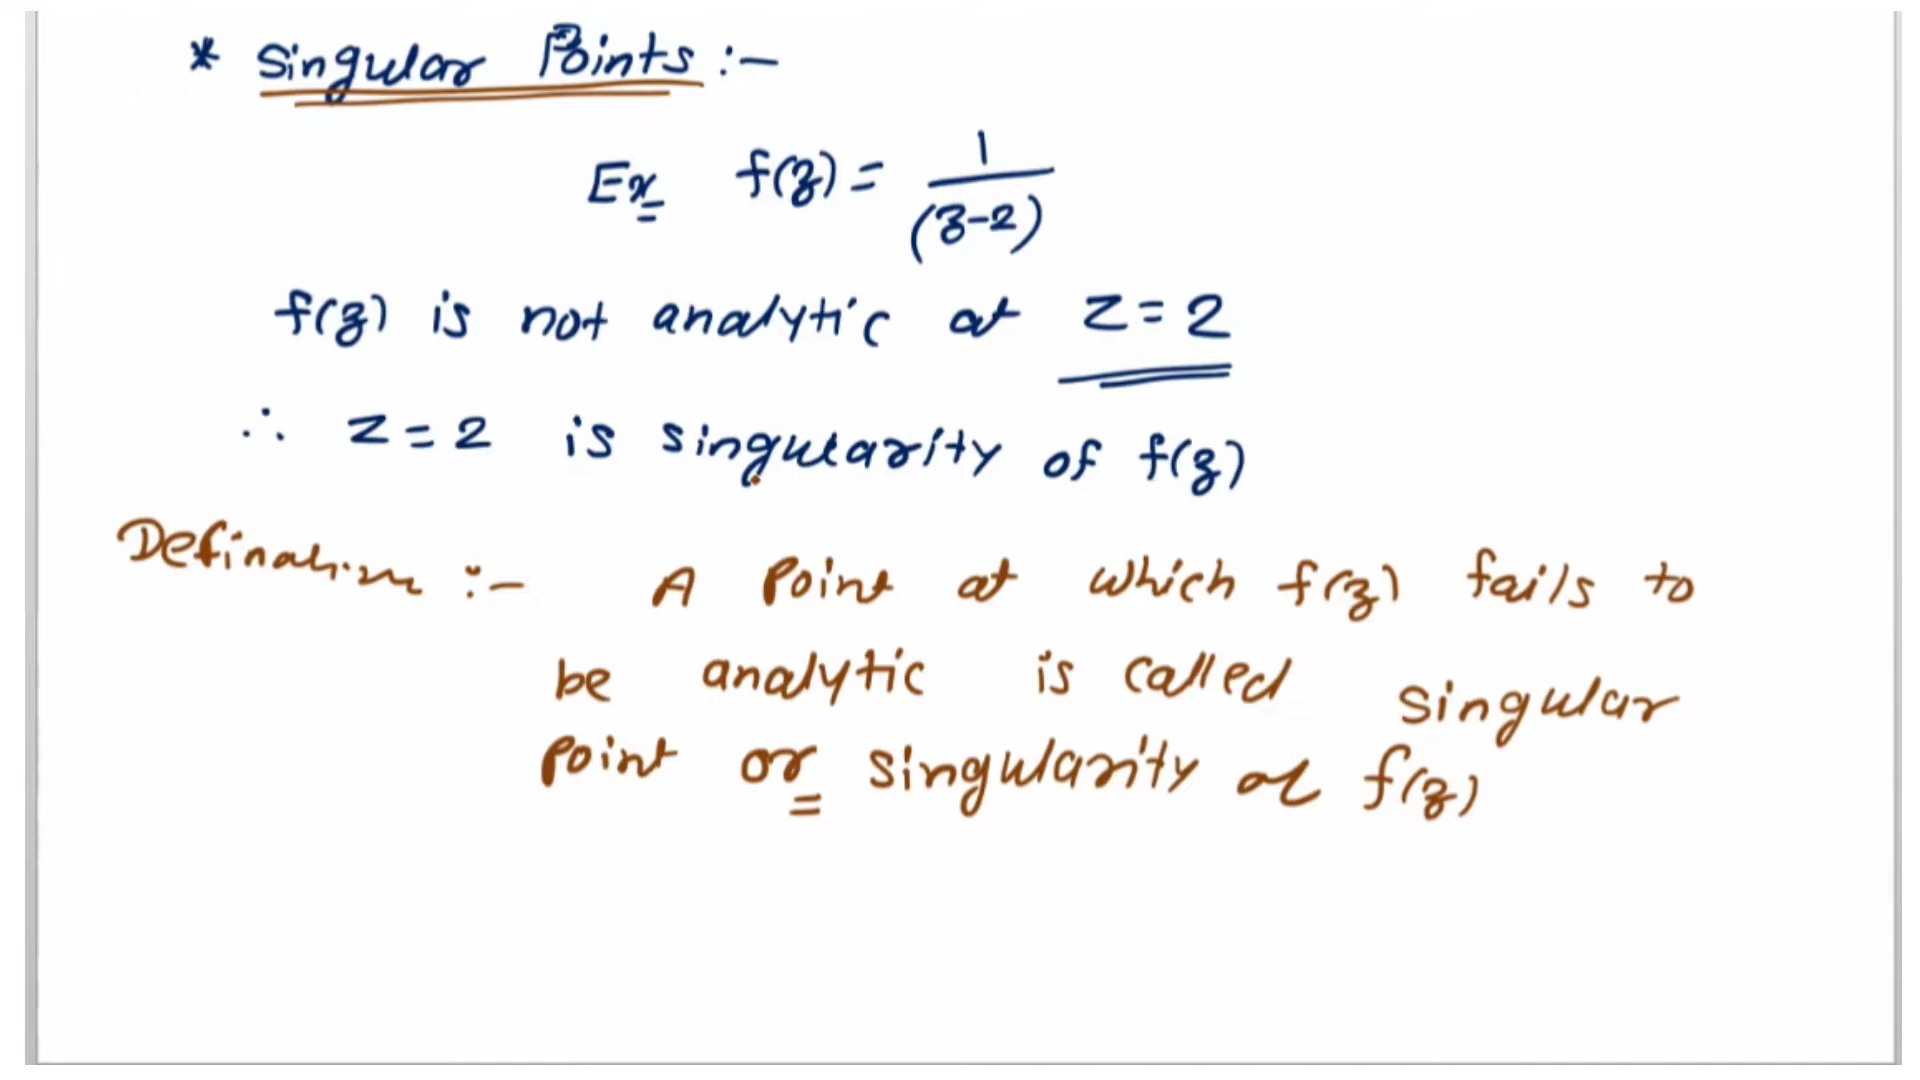 * Singular Points :-
Ex f(z) = 1/(z-2)
f(z) is not analytic at z = 2
∴ z = 2 is singularity of f(z)
Defination :- A Point at which f(z) fails to
be analytic is called singular
Point or singularity of f(z)